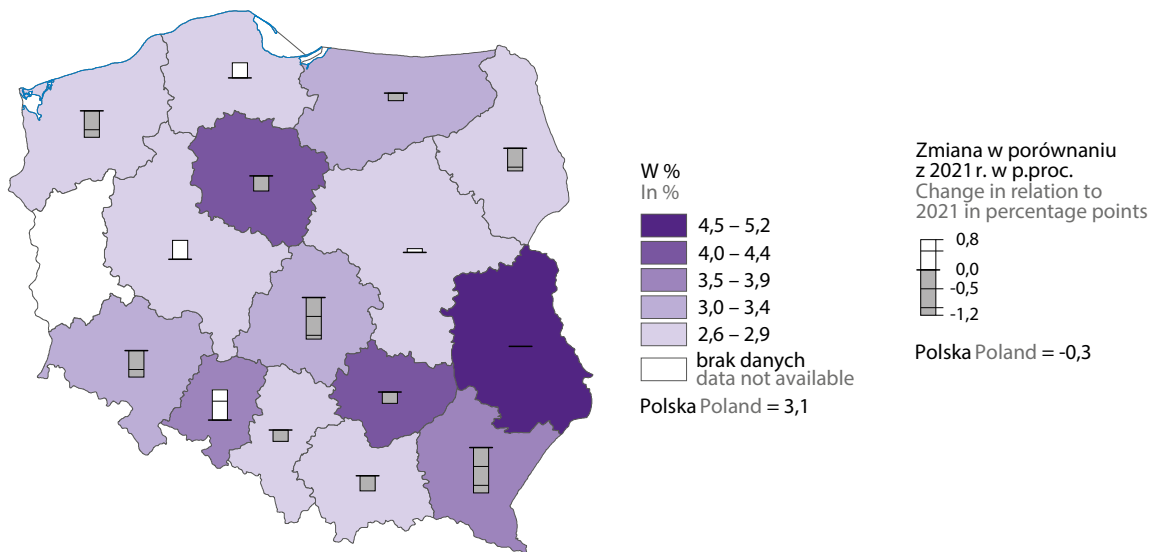 W %
In %
4,5 – 5,2
4,0 – 4,4
3,5 – 3,9
3,0 – 3,4
2,6 – 2,9
brak danych
data not available
Polska Poland = 3,1
Zmiana w porównaniu
z 2021 r. w p.proc.
Change in relation to
2021 in percentage points
0,8
0,0
-0,5
-1,2
Polska Poland = -0,3